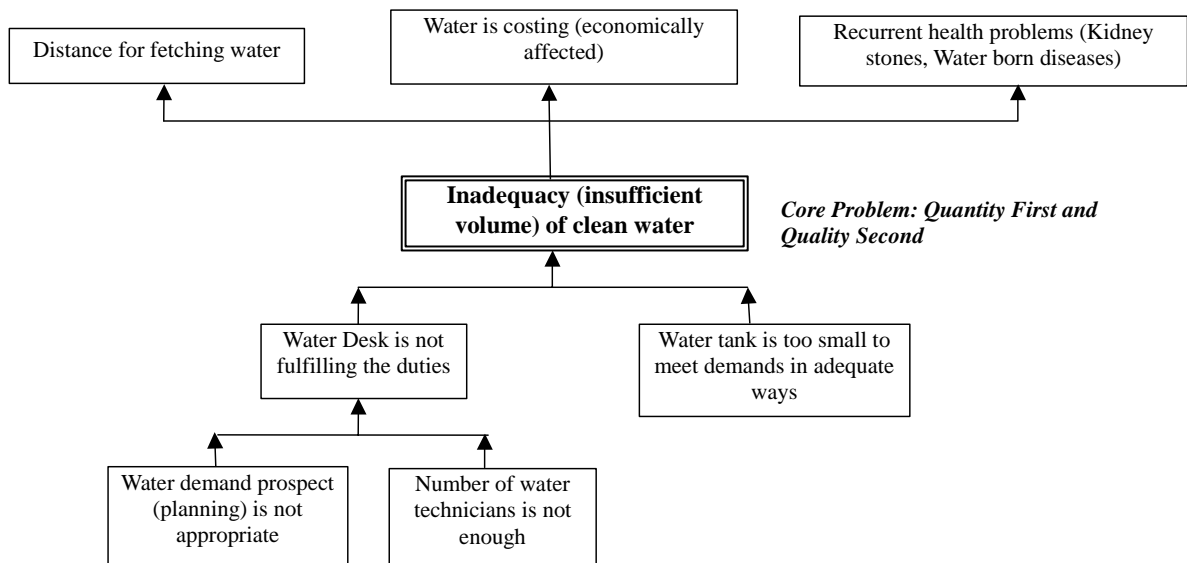 Distance for fetching water
Water is costing (economically
affected)
Recurrent health problems (Kidney
stones, Water born diseases)
Inadequacy (insufficient
volume) of clean water
Core Problem: Quantity First and
Quality Second
Water Desk is not
fulfilling the duties
Water tank is too small to
meet demands in adequate
ways
Water demand prospect
(planning) is not
appropriate
Number of water
technicians is not
enough